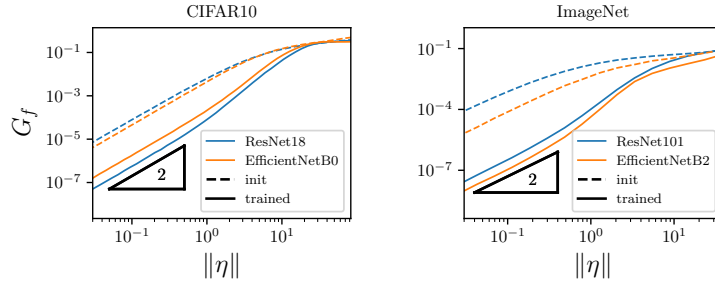 CIFAR10
G_f
10^{-1}
10^{-3}
10^{-5}
10^{-7}
2
ResNet18
EfficientNetB0
init
trained
10^{-1}
10^{0}
10^{1}
‖η‖
ImageNet
10^{-1}
10^{-4}
10^{-7}
2
ResNet101
EfficientNetB2
init
trained
10^{-1}
10^{0}
10^{1}
‖η‖